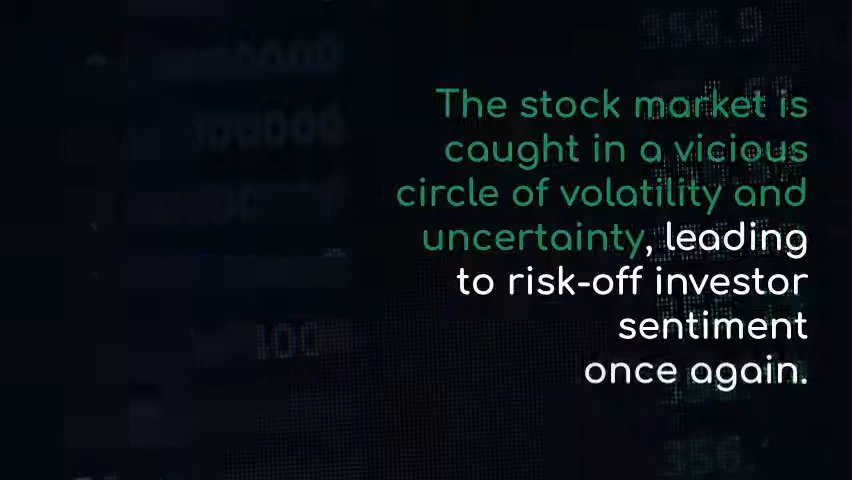 The stock market is
caught in a vicious
circle of volatility and
uncertainty, leading
to risk-off investor
sentiment
once again.